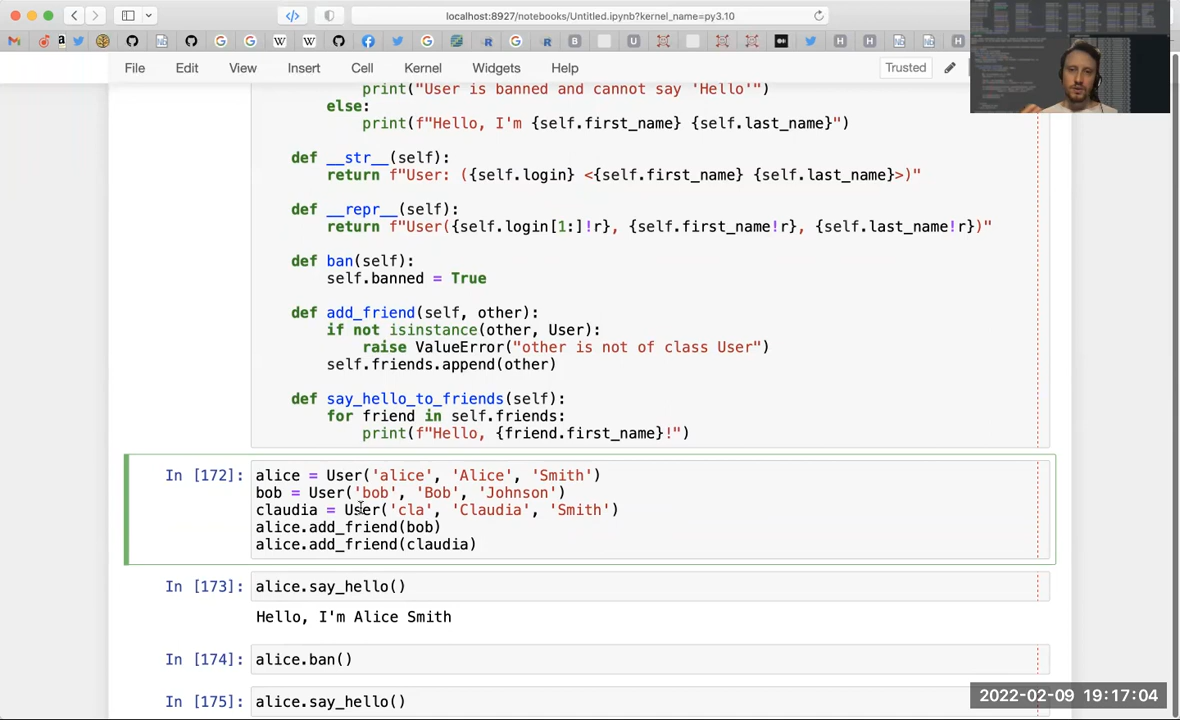 localhost:8927/notebooks/Untitled.ipynb?kernel_name=py3.10
File Edit View Insert Cell Kernel Widgets Help Trusted
print("User is banned and cannot say 'Hello'")
else:
print(f"Hello, I'm {self.first_name} {self.last_name}")
def __str__(self):
return f"User: ({self.login} <{self.first_name} {self.last_name}>)"
def __repr__(self):
return f"User({self.login[1:]!r}, {self.first_name!r}, {self.last_name!r})"
def ban(self):
self.banned = True
def add_friend(self, other):
if not isinstance(other, User):
raise ValueError("other is not of class User")
self.friends.append(other)
def say_hello_to_friends(self):
for friend in self.friends:
print(f"Hello, {friend.first_name}!")
In [172]: alice = User('alice', 'Alice', 'Smith')
bob = User('bob', 'Bob', 'Johnson')
claudia = User('cla', 'Claudia', 'Smith')
alice.add_friend(bob)
alice.add_friend(claudia)
In [173]: alice.say_hello()
Hello, I'm Alice Smith
In [174]: alice.ban()
In [175]: alice.say_hello()
2022-02-09 19:17:04